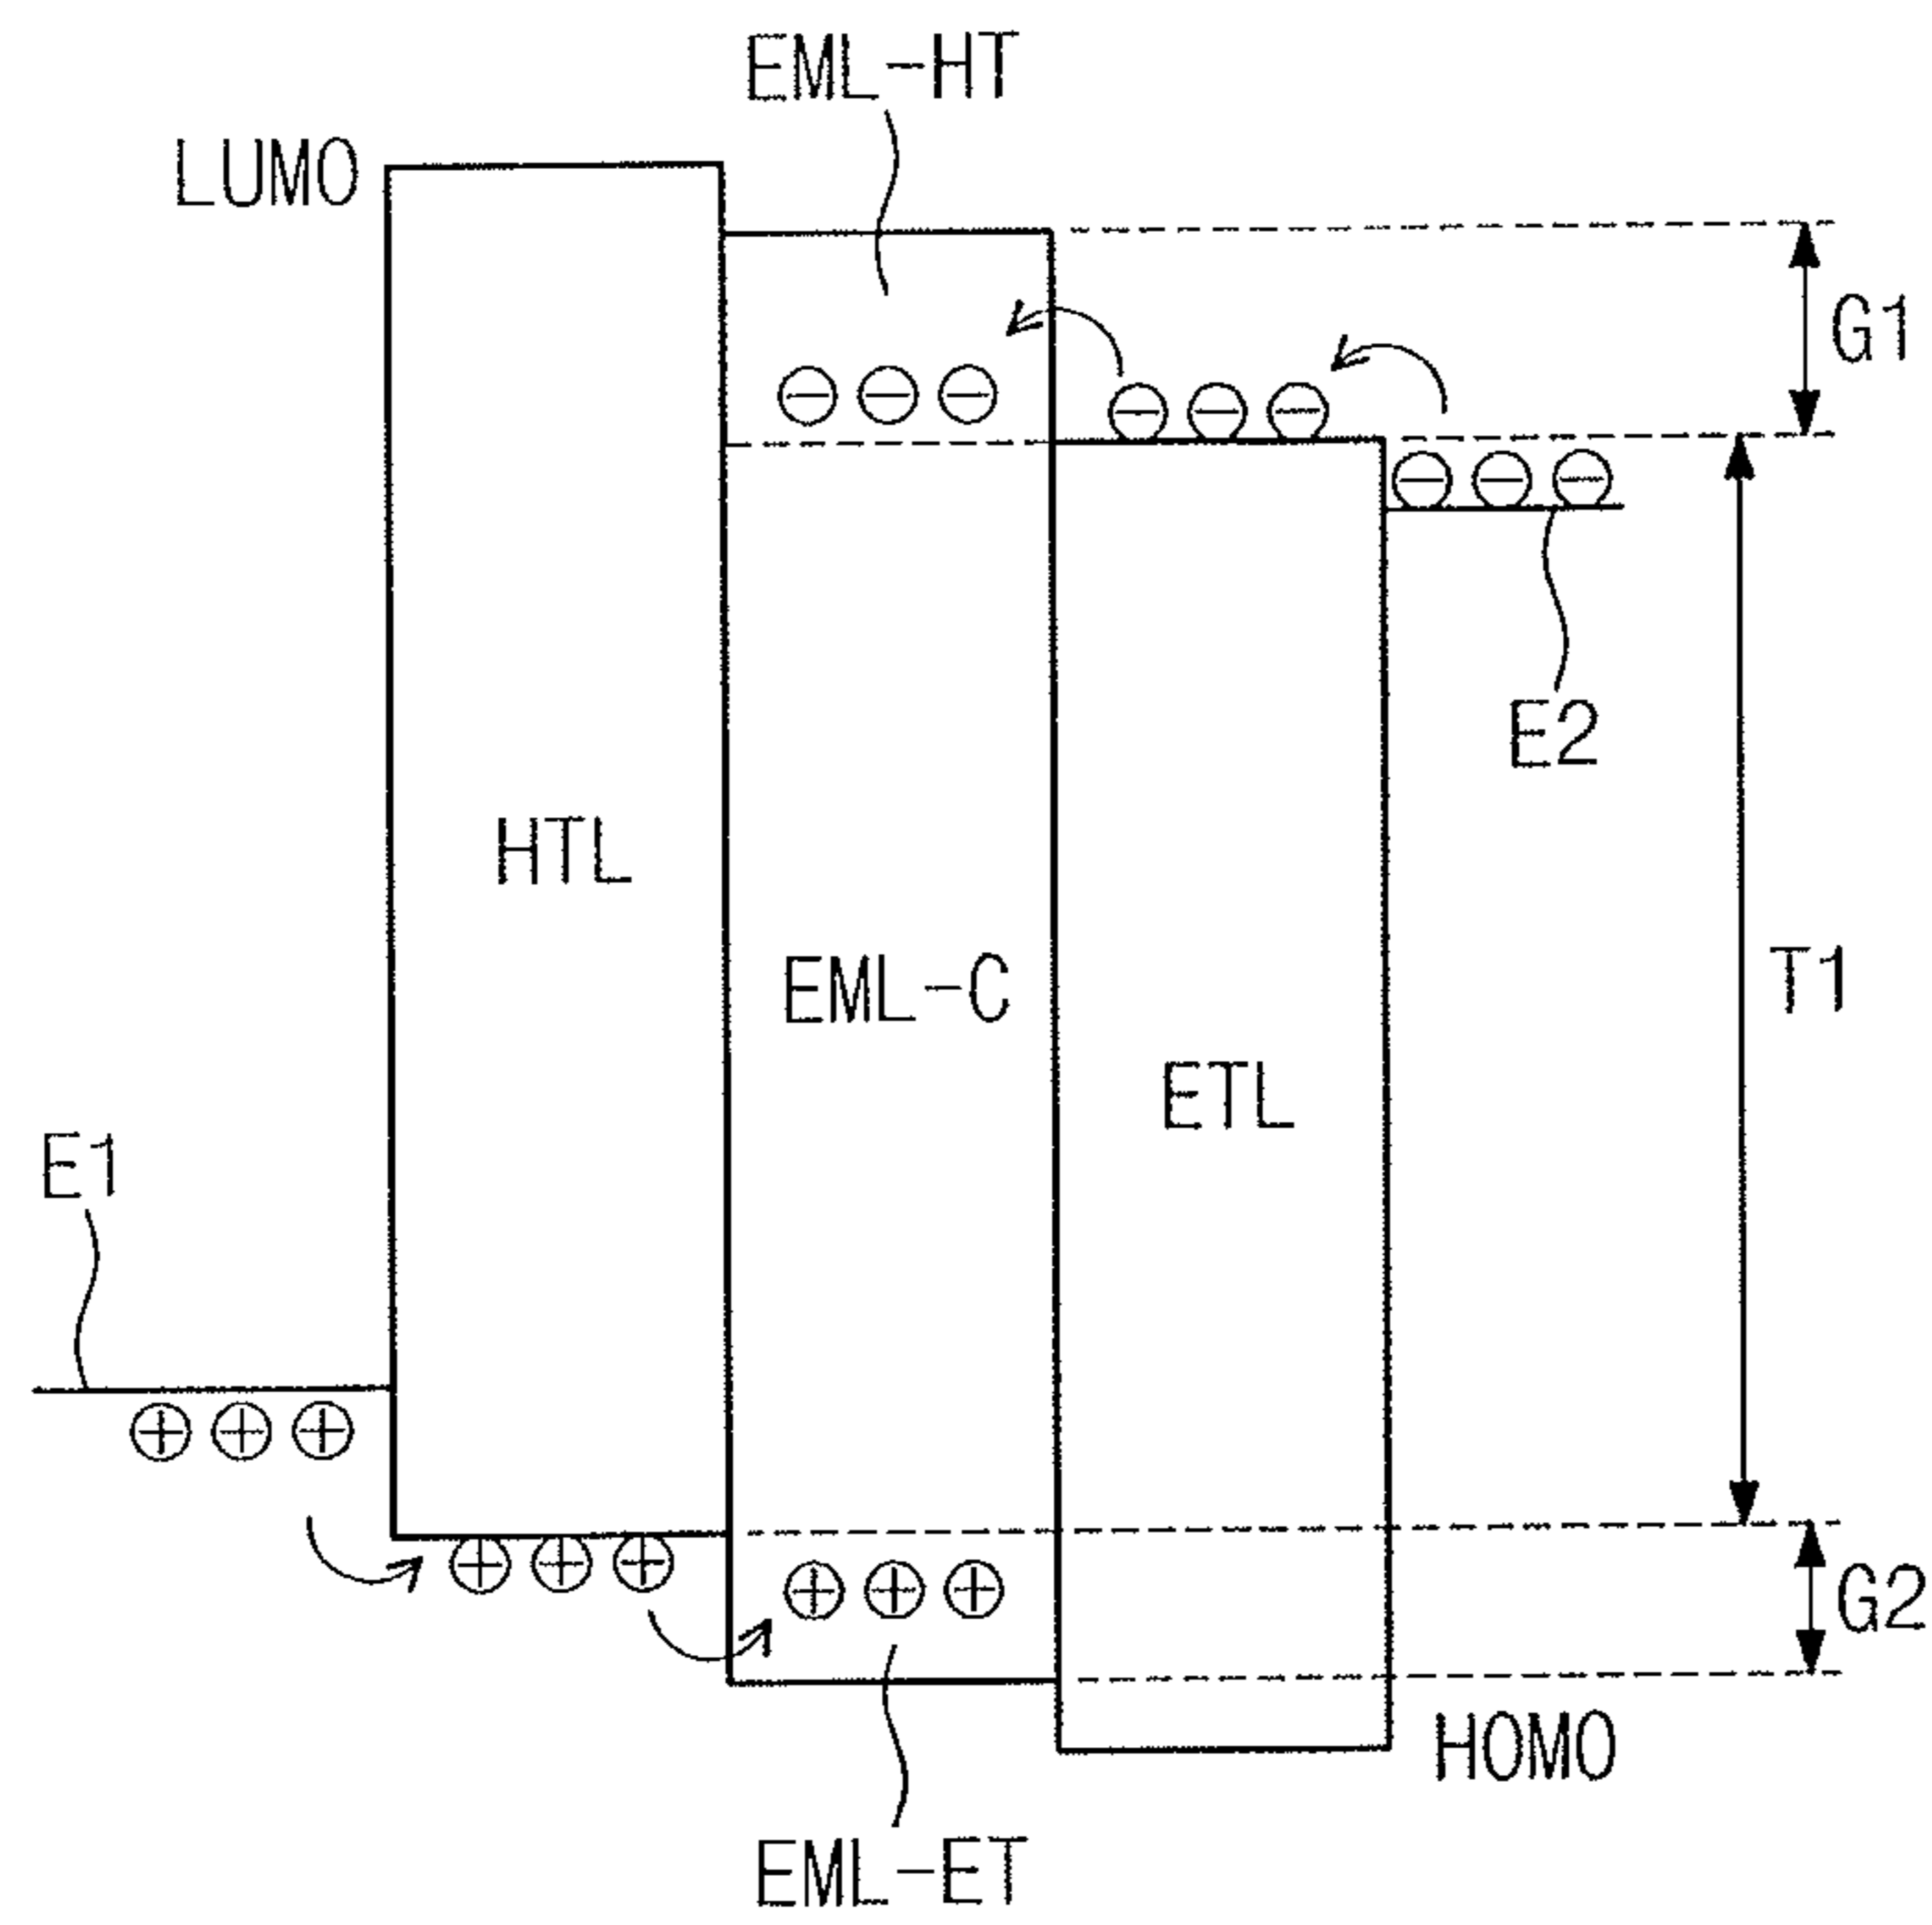 EML-HT
LUMO
G1
E2
HTL
T1
EML-C
ETL
E1
G2
HOMO
EML-ET